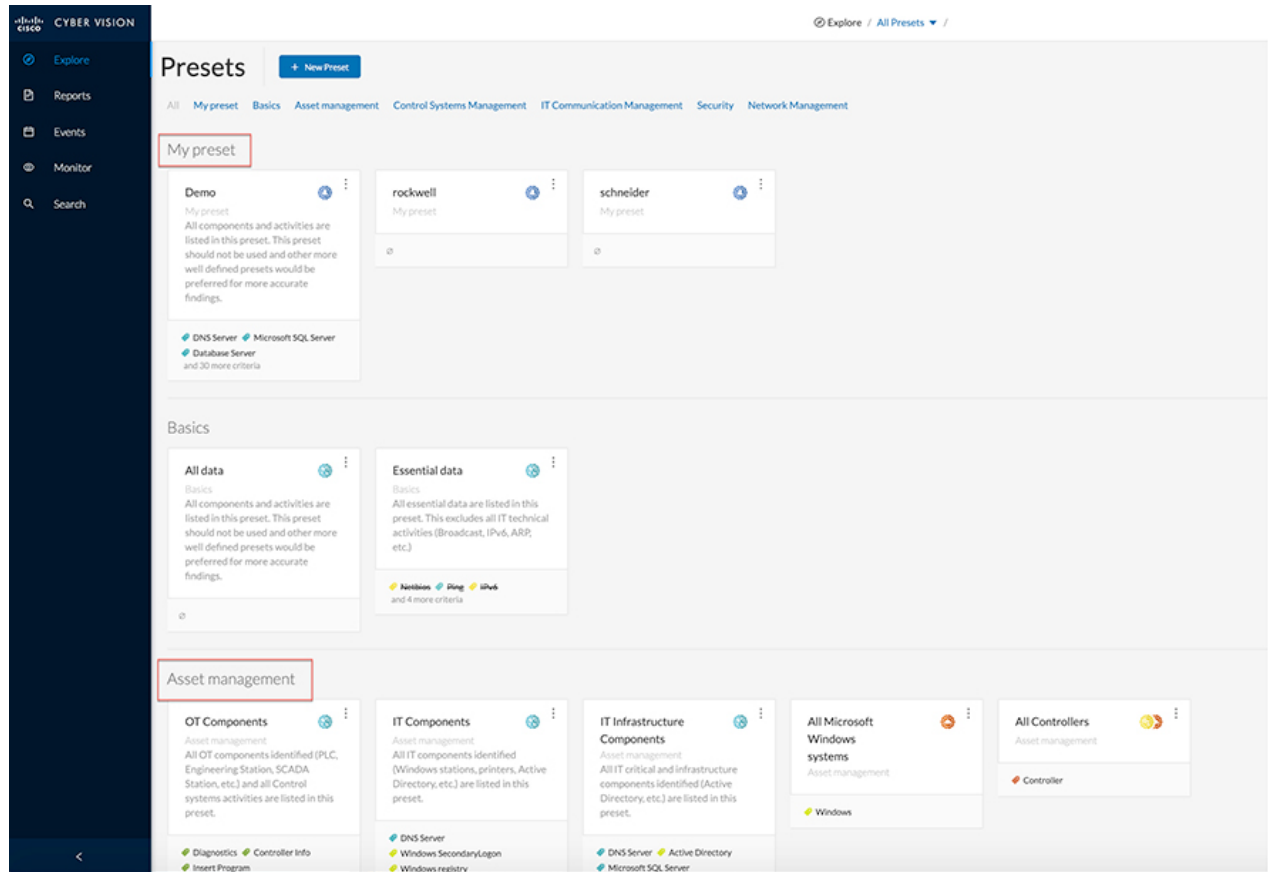 cisco CYBER VISION
Explore / All Presets /
Explore
Reports
Events
Monitor
Search
Presets
+ New Preset
All My preset Basics Asset management Control Systems Management IT Communication Management Security Network Management
My preset
Demo
My preset
All components and activities are
listed in this preset. This preset
should not be used and other more
well defined presets would be
preferred for more accurate
findings.
DNS Server Microsoft SQL Server
Database Server
and 30 more criteria
rockwell
My preset
∅
schneider
My preset
∅
Basics
All data
Basics
All components and activities are
listed in this preset. This preset
should not be used and other more
well defined presets would be
preferred for more accurate
findings.
∅
Essential data
Basics
All essential data are listed in this
preset. This excludes all IT technical
activities (Broadcast, IPv6, ARP,
etc.)
Netbios Ping IPv6
and 4 more criteria
Asset management
OT Components
Asset management
All OT components identified (PLC,
Engineering Station, SCADA
Station, etc.) and all Control
systems activities are listed in this
preset.
Diagnostics Controller Info
Insert Program
IT Components
Asset management
All IT components identified
(Windows stations, printers, Active
Directory, etc.) are listed in this
preset.
DNS Server
Windows SecondaryLogon
Windows registry
IT Infrastructure
Components
Asset management
All IT critical and infrastructure
components identified (Active
Directory, etc.) are listed in this
preset.
DNS Server Active Directory
Microsoft SQL Server
All Microsoft
Windows
systems
Asset management
Windows
All Controllers
Asset management
Controller